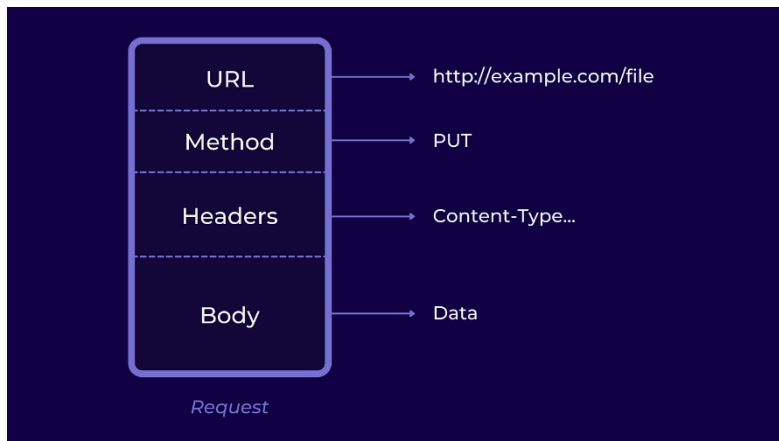 URL
http://example.com/file
Method
PUT
Headers
Content-Type...
Body
Data
Request